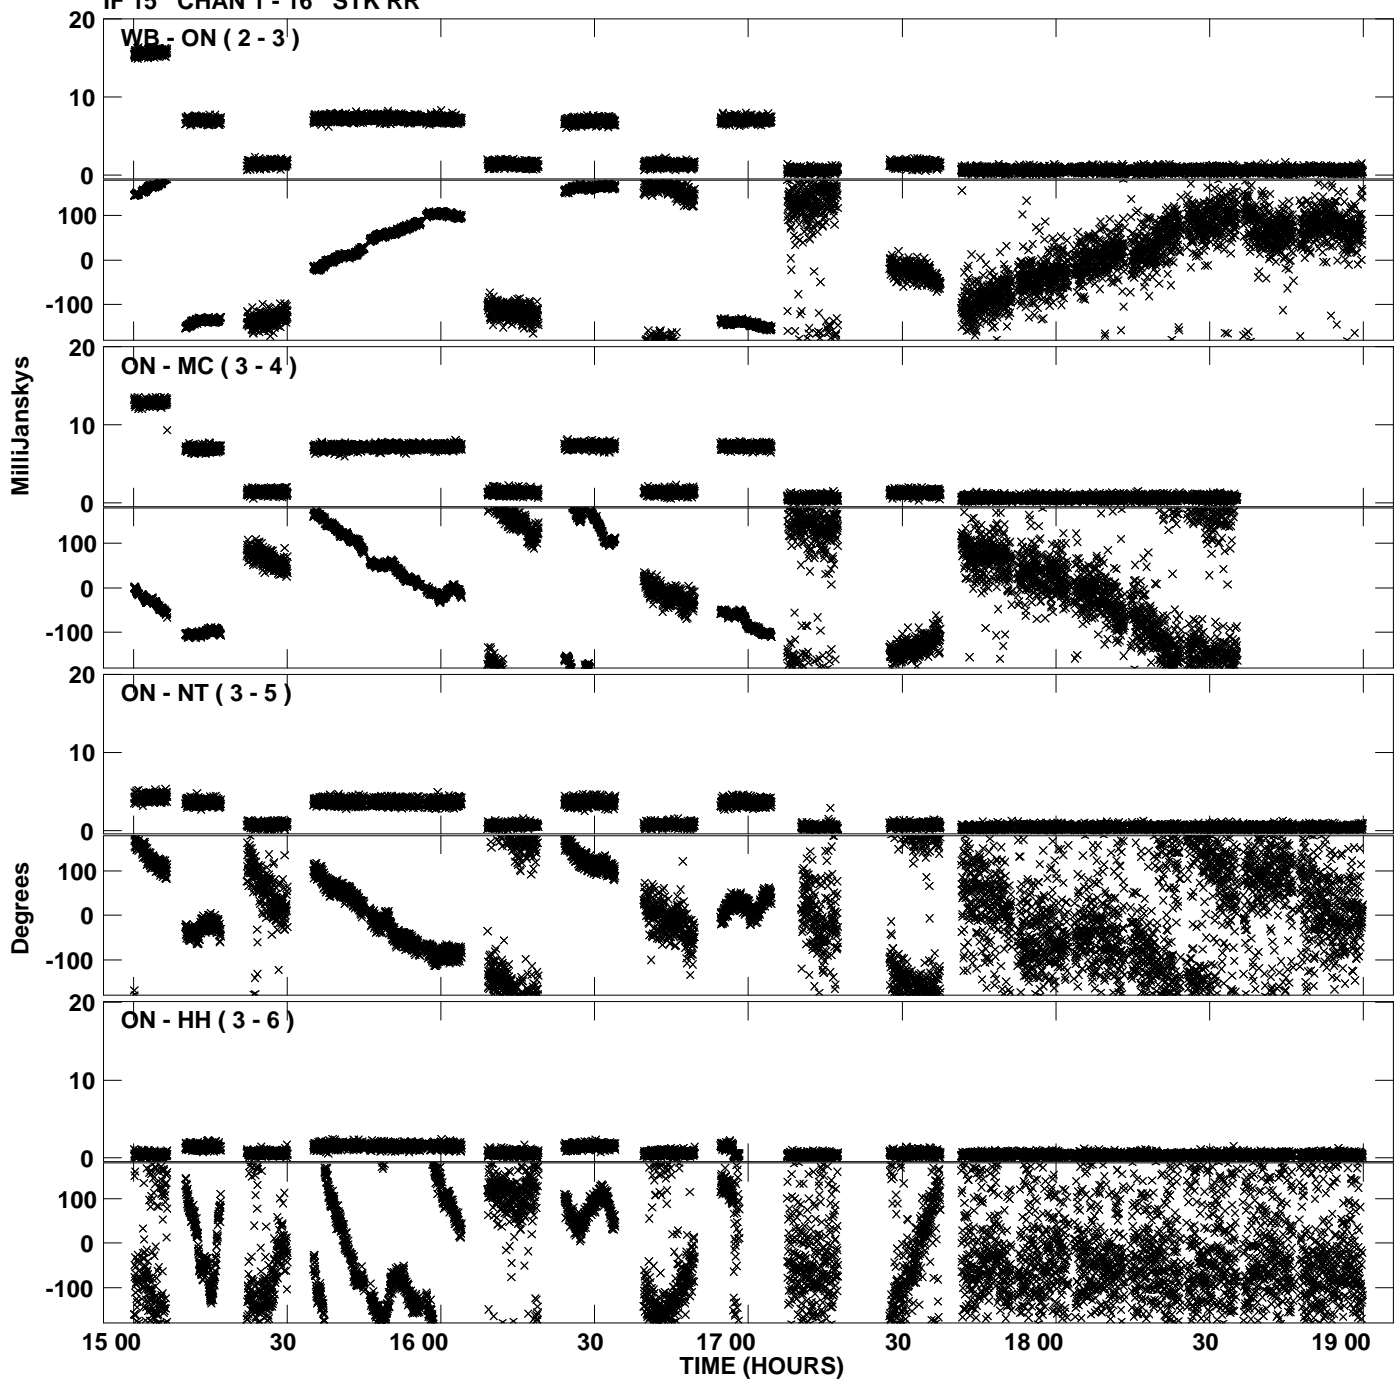 IF 15 CHAN 1 - 16 STK RR
20
WB - ON ( 2 - 3 )
10
0
100
0
-100
20
ON - MC ( 3 - 4 )
10
0
100
0
-100
MilliJanskys
20
ON - NT ( 3 - 5 )
10
0
100
0
-100
Degrees
20
ON - HH ( 3 - 6 )
10
0
100
0
-100
15 00 30 16 00 30 17 00 30 18 00 30 19 00
TIME (HOURS)